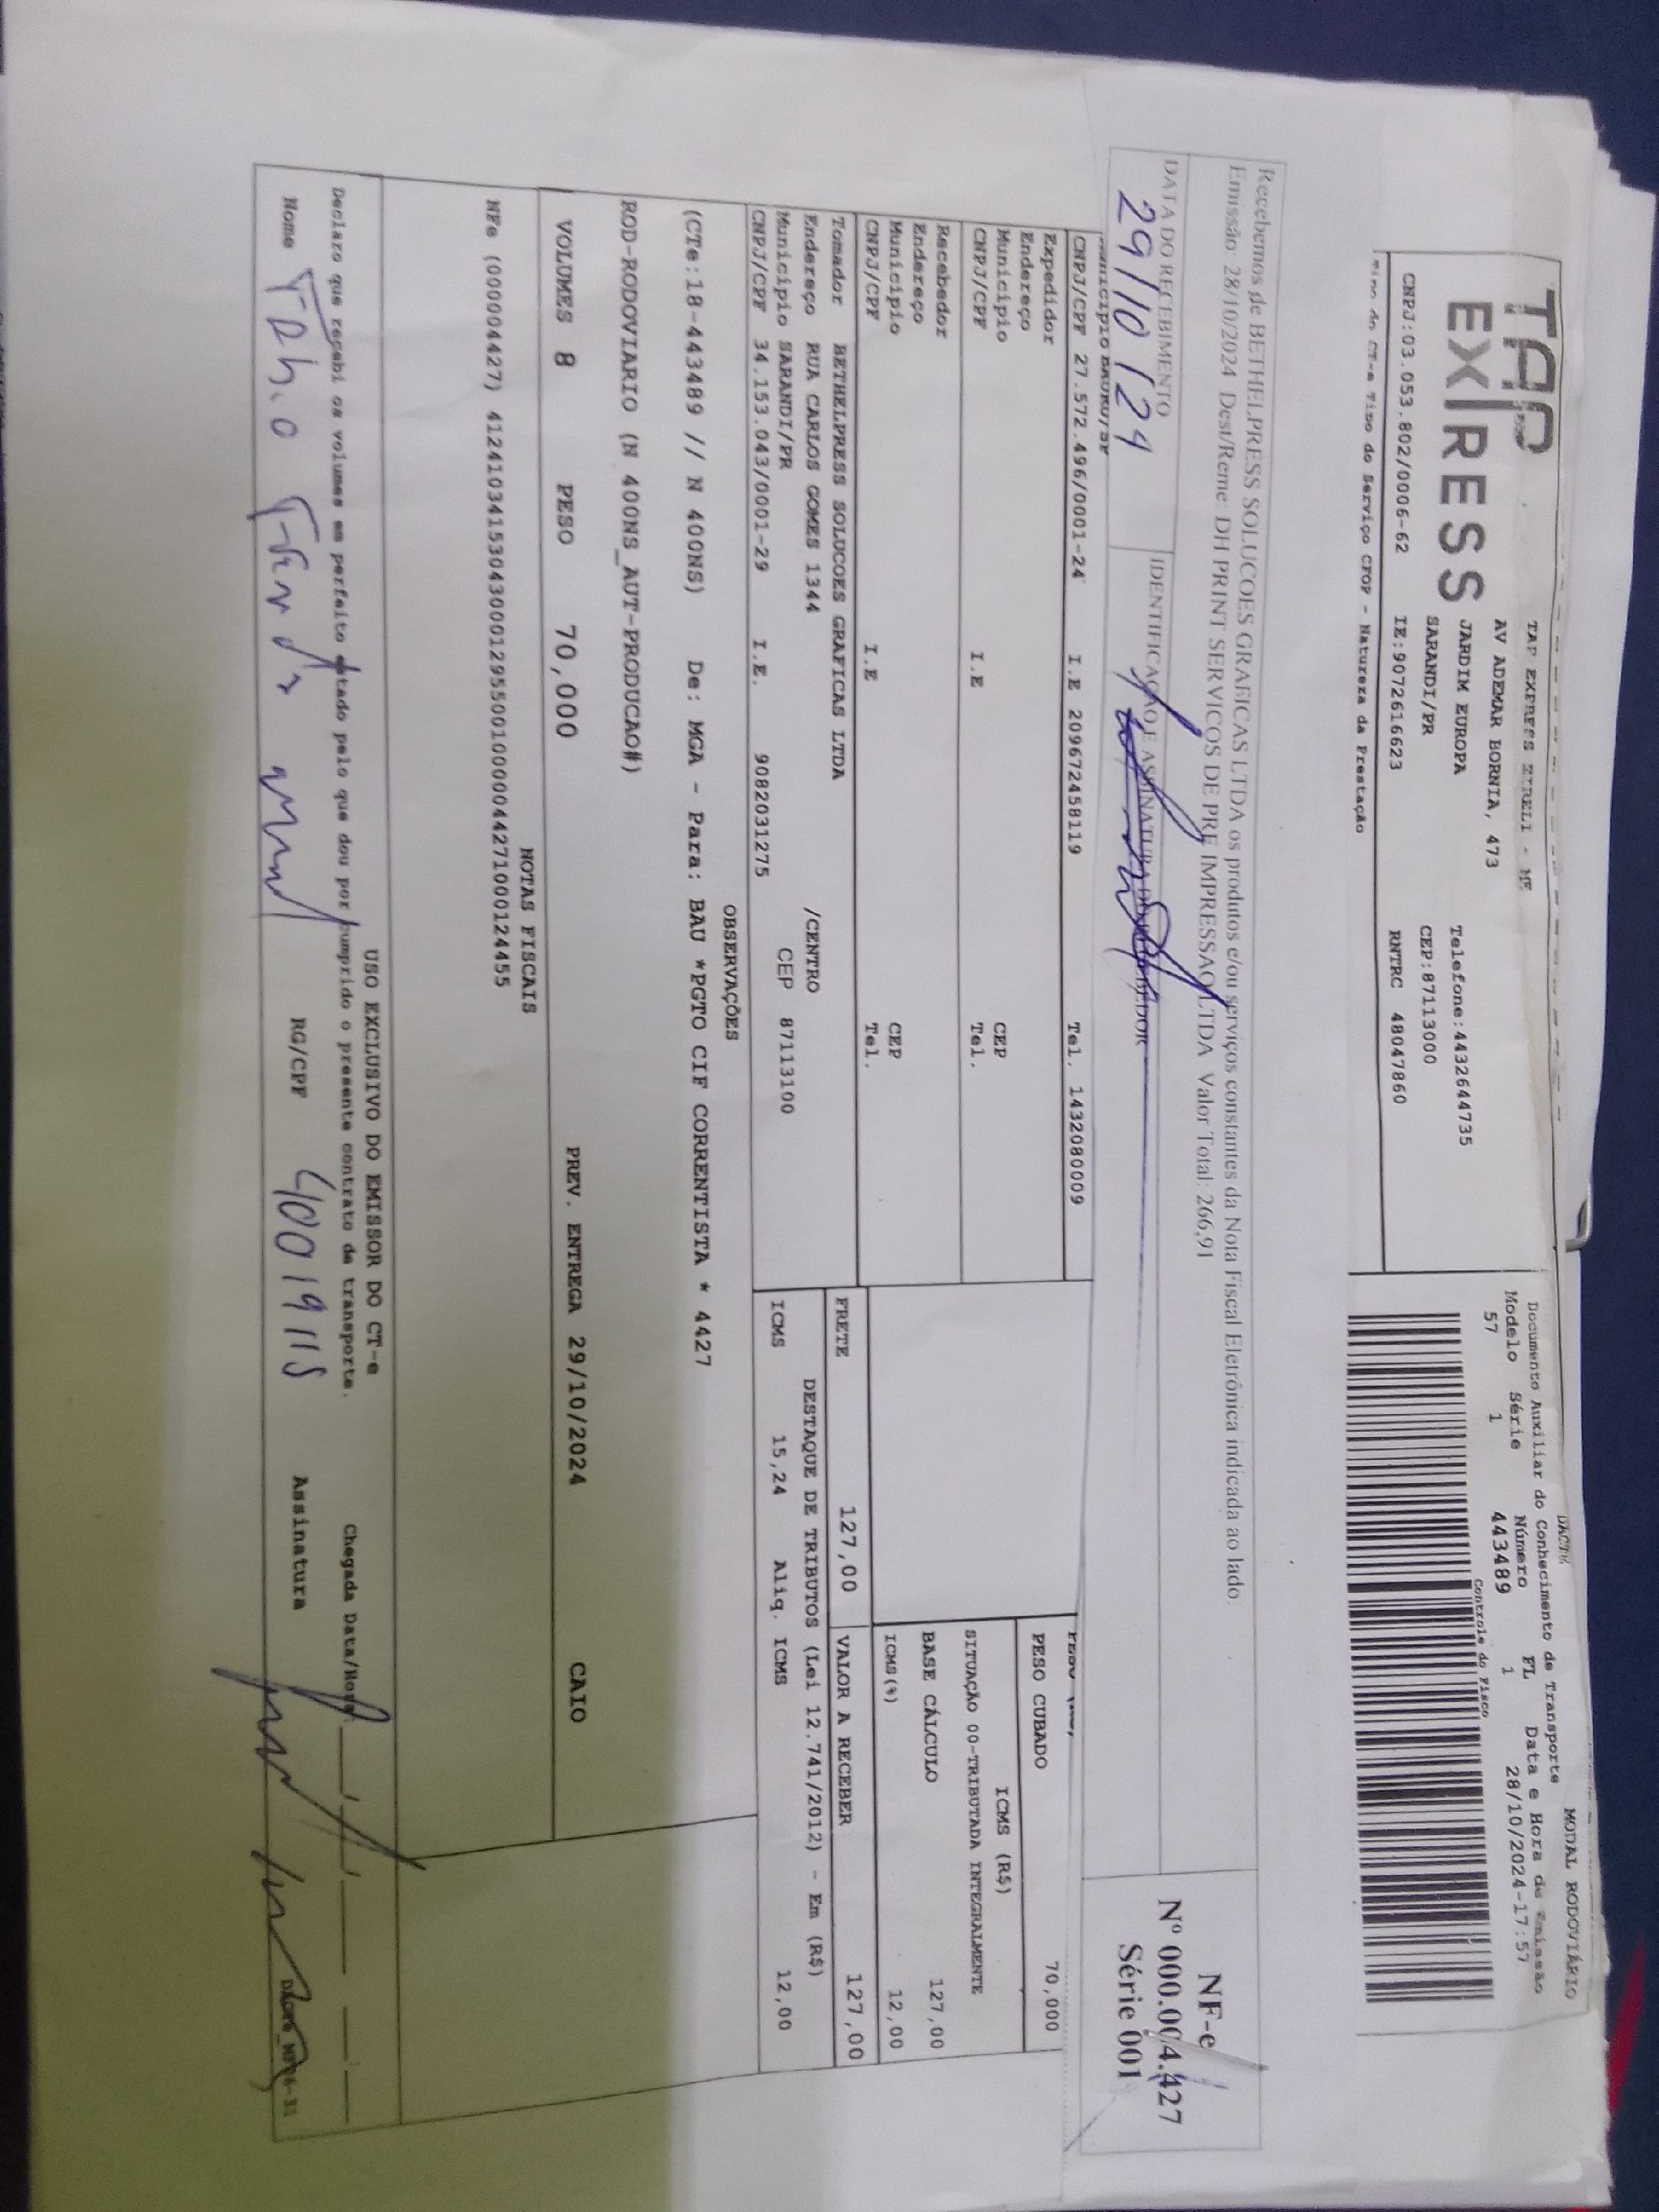 TAP EXPRESS
TAP EXPRESS EIRELI - ME
AV ADEMAR BORNIA, 473
JARDIM EUROPA
SARANDI/PR
Telefone:4432644735
CEP:87113000
CNPJ:03.053.802/0006-62 IE:9072616623 RNTRC 48047860
Tipo do CT-e Tipo do Serviço CFOP - Natureza da Prestação
DACTE MODAL RODOVIÁRIO
Documento Auxiliar do Conhecimento de Transporte
Modelo Série Número FL Data e Hora de Emissão
57 1 443489 1 28/10/2024-17:57
Controle do Fisco
Recebemos de BETHELPRESS SOLUCOES GRAFICAS LTDA os produtos e/ou serviços constantes da Nota Fiscal Eletrônica indicada ao lado.
Emissão: 28/10/2024 Dest/Reme: DH PRINT SERVICOS DE PRE IMPRESSAO LTDA Valor Total: 266,91
DATA DO RECEBIMENTO
29/10/24
IDENTIFICAÇÃO E ASSINATURA DO RECEBEDOR
NF-e
Nº 000.004.427
Série 001
Município BAURU/SP
CNPJ/CPF 27.572.496/0001-24 I.E 209672458119 Tel. 1432080009
Expedidor
Endereço
Município CEP
CNPJ/CPF I.E Tel.
Recebedor
Endereço
Município CEP
CNPJ/CPF I.E Tel.
PESO CUBADO 70,000
ICMS (R$)
SITUAÇÃO 00-TRIBUTADA INTEGRALMENTE
BASE CÁLCULO 127,00
ICMS(%) 12,00
Tomador BETHELPRESS SOLUCOES GRAFICAS LTDA
Endereço RUA CARLOS GOMES 1344 /CENTRO
Município SARANDI/PR CEP 87113100
CNPJ/CPF 34.153.043/0001-29 I.E. 9082031275
FRETE 127,00 VALOR A RECEBER 127,00
DESTAQUE DE TRIBUTOS (Lei 12.741/2012) - Em (R$)
ICMS 15,24 Aliq. ICMS 12,00
OBSERVAÇÕES
(CTe:18-443489 // N 400NS) De: MGA - Para: BAU *PGTO CIF CORRENTISTA * 4427
ROD-RODOVIARIO (N 400NS_AUT-PRODUCAO#)
VOLUMES 8 PESO 70,000 PREV. ENTREGA 29/10/2024 CAIO
NOTAS FISCAIS
NFe (000004427) 41241034153043000129550010000044271000124455
USO EXCLUSIVO DO EMISSOR DO CT-e
Declaro que recebi os volumes em perfeito estado pelo que dou por cumprido o presente contrato de transporte. Chegada Data/Hora
Nome RG/CPF Assinatura